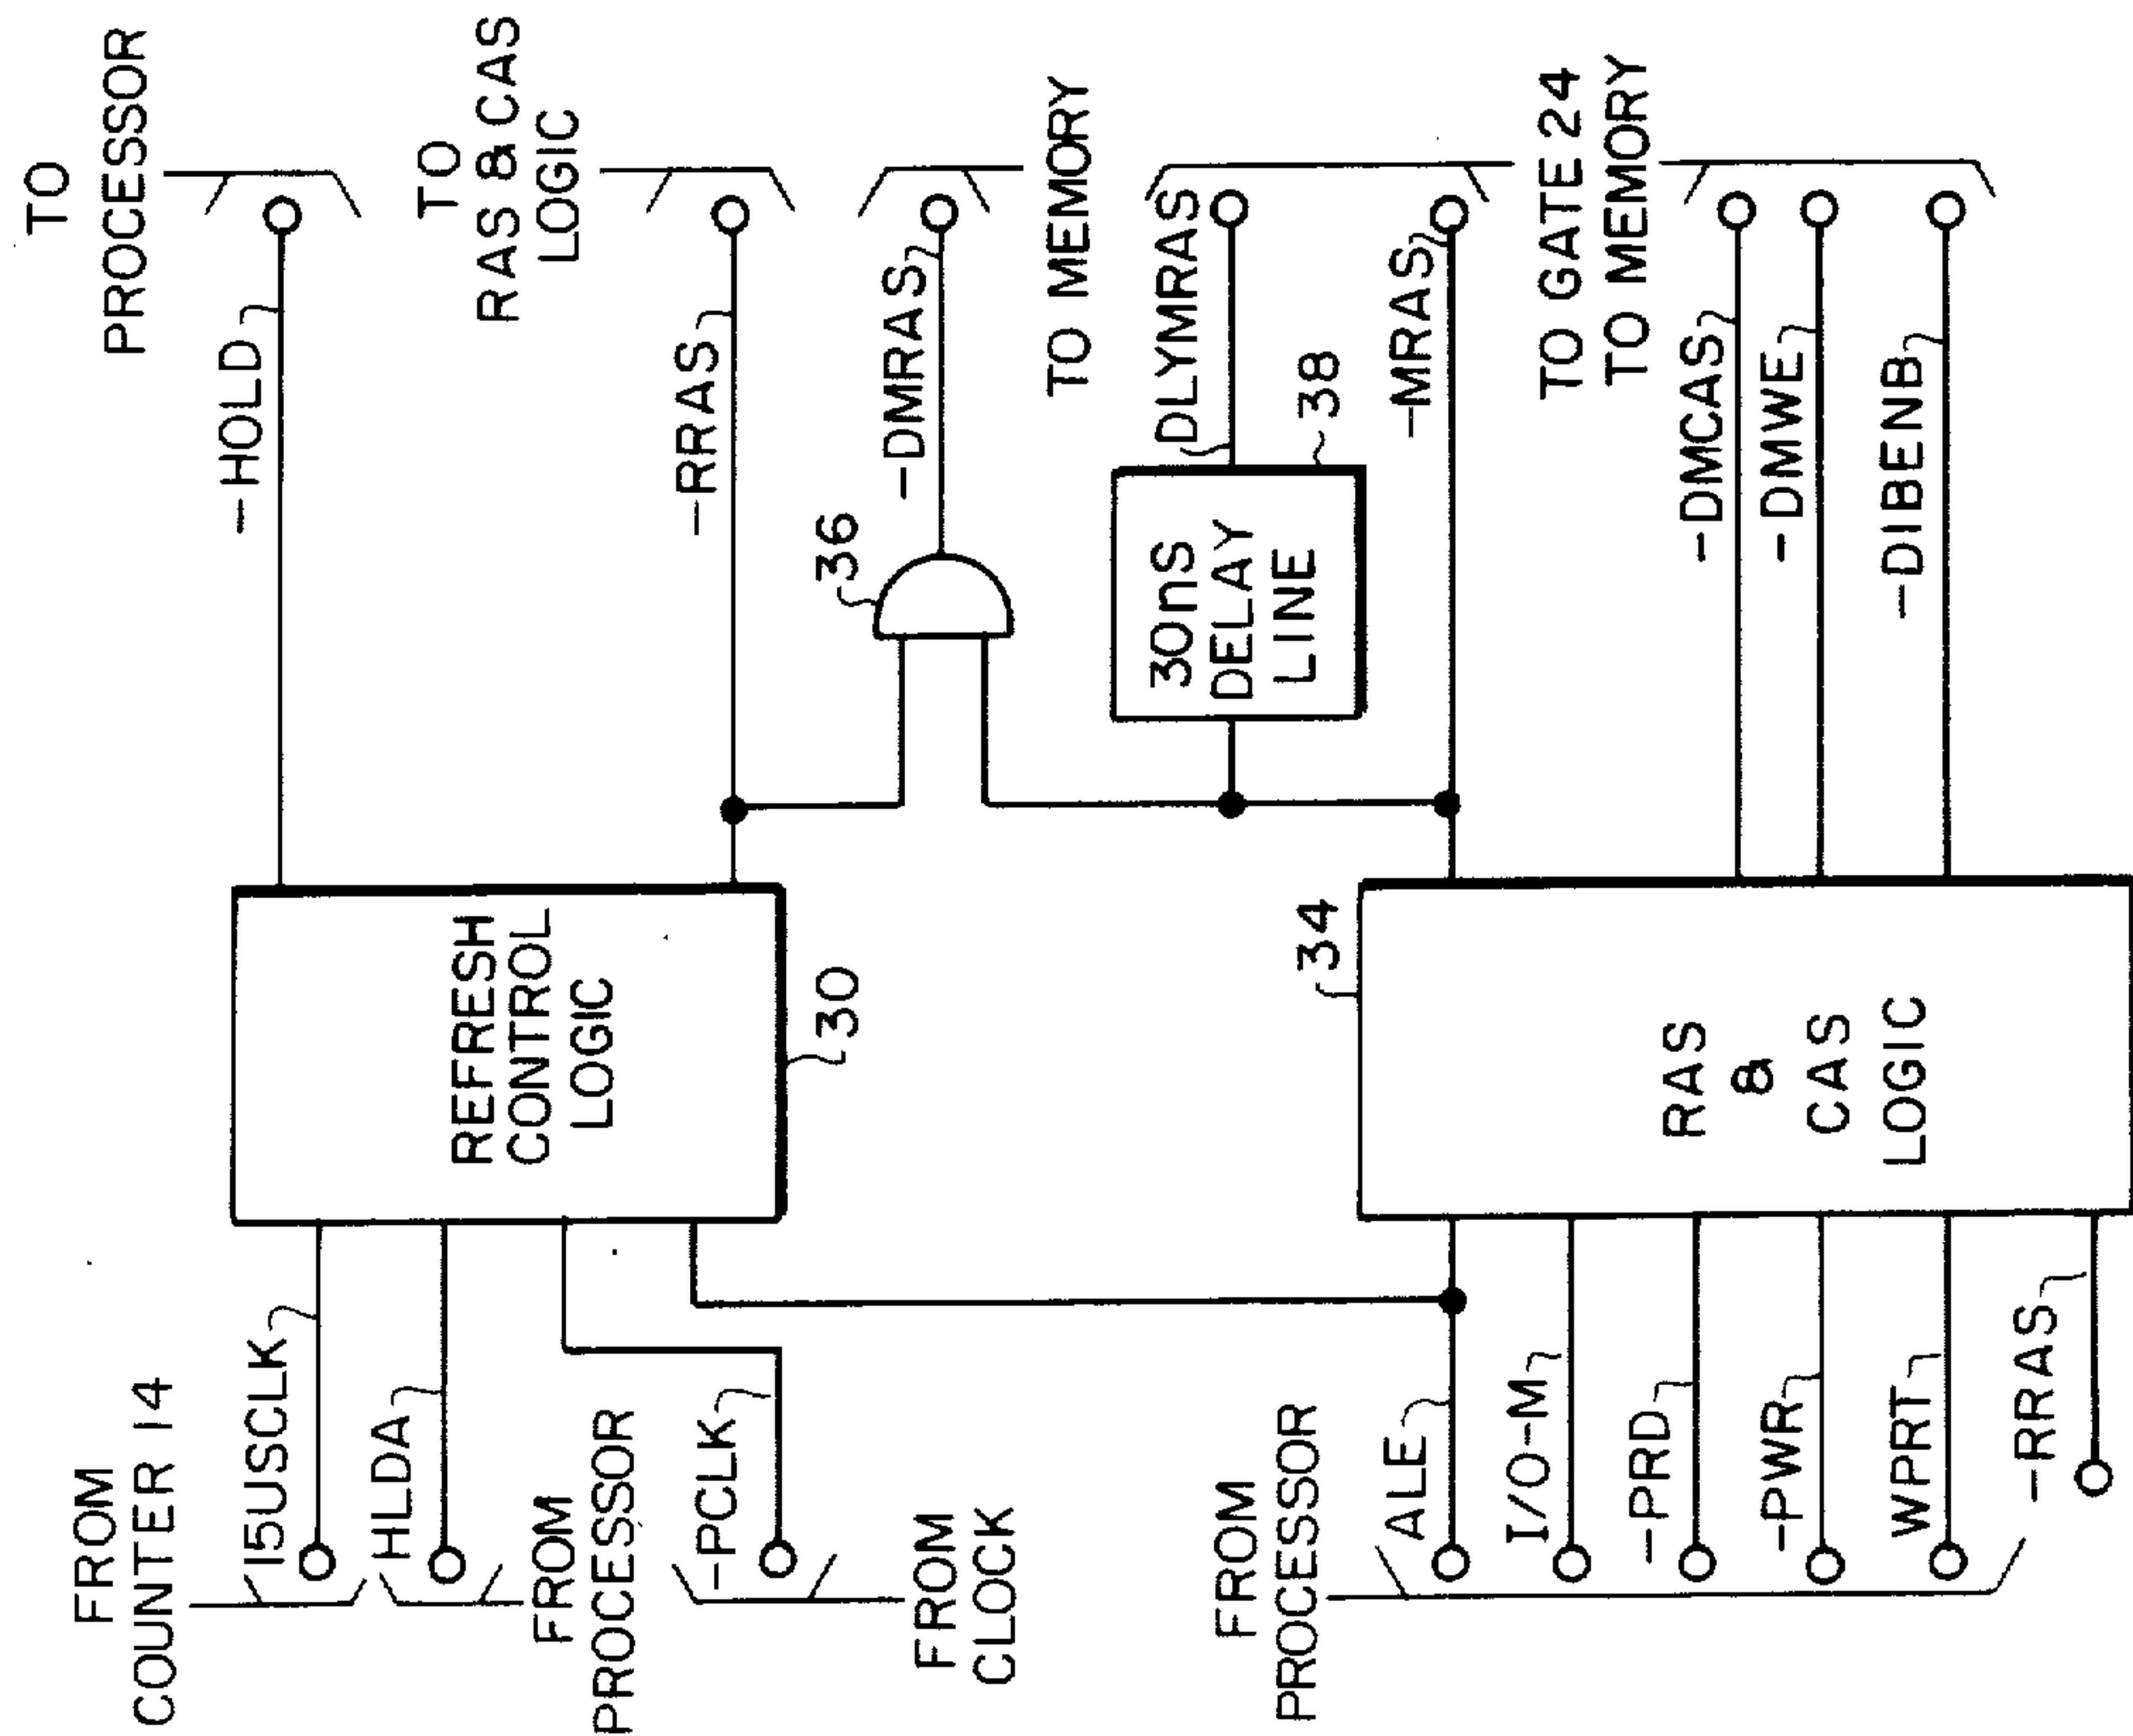 FROM
COUNTER 14
15USCLK
HLDA
FROM
PROCESSOR
-PCLK
FROM
CLOCK
REFRESH
CONTROL
LOGIC
30
-HOLD
TO
PROCESSOR
-RRAS
TO
RAS & CAS
LOGIC
36
-DMRAS
TO MEMORY
30nS
DELAY
LINE
38
DLYMRAS
-MRAS
TO GATE 24
FROM
PROCESSOR
ALE
I/O-M
-PRD
-PWR
WPRT
-RRAS
34
RAS
&
CAS
LOGIC
TO MEMORY
-DMCAS
-DMWE
-DIBENB